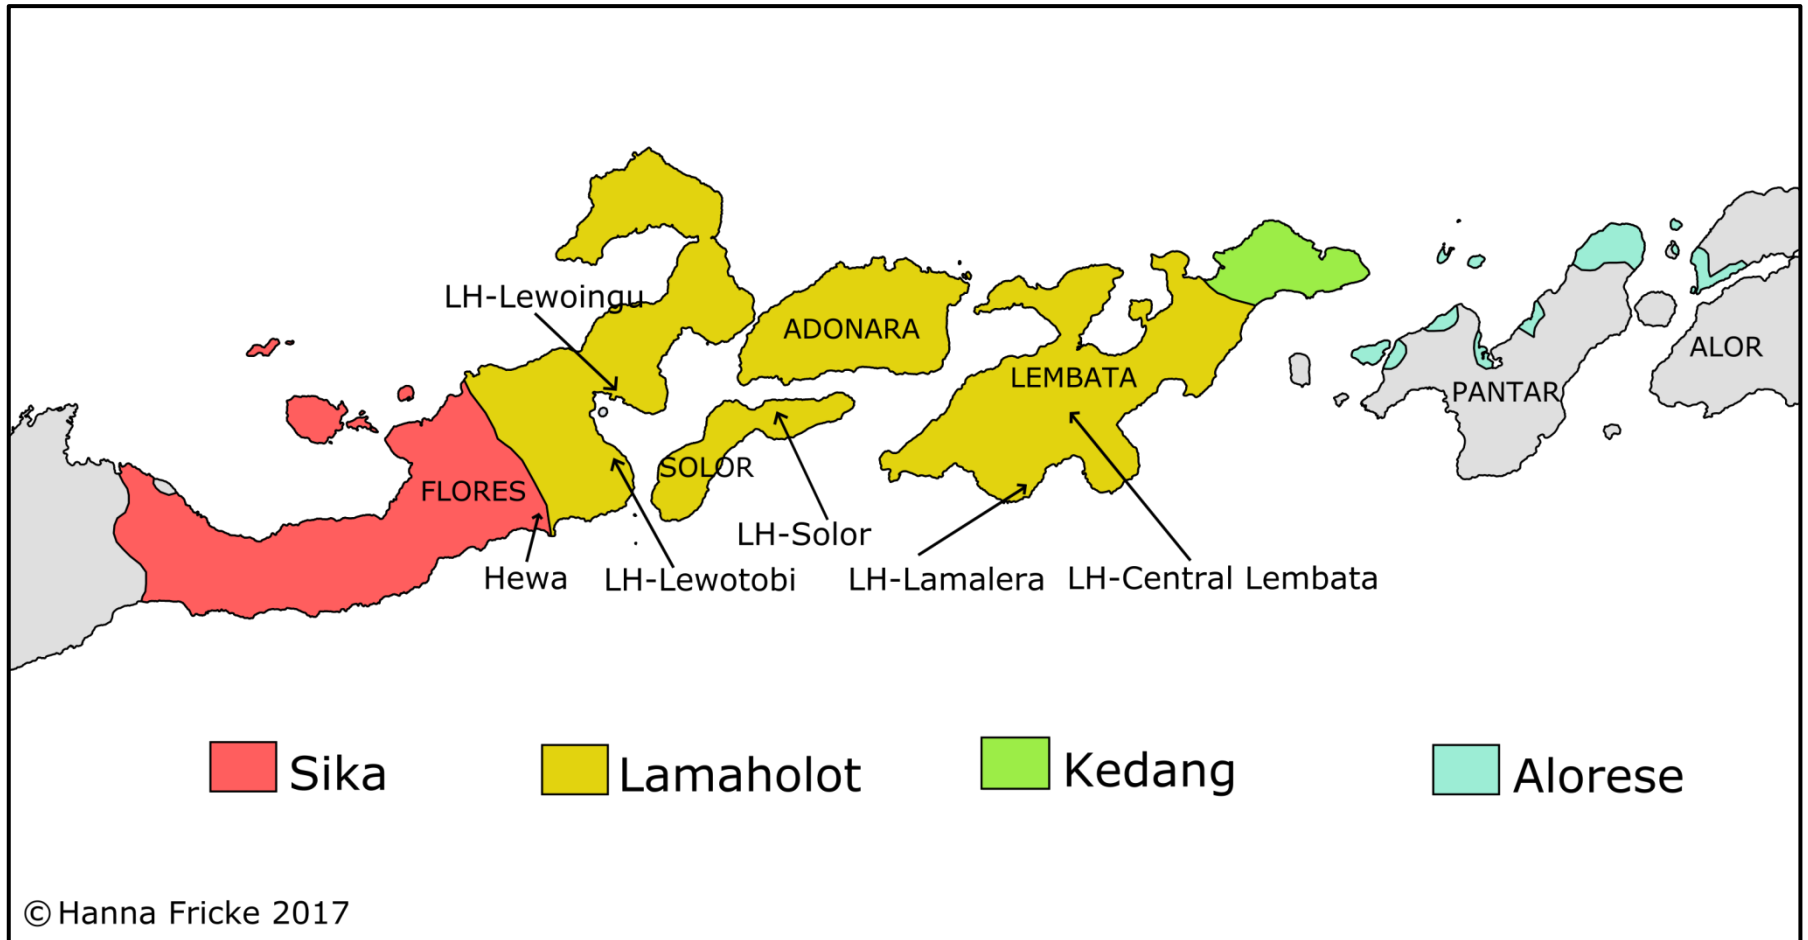 LH-Lewoingu
ADONARA
ALOR
LEMBATA
PANTAR
SOLOR
FLORES
LH-Solor
Hewa
LH-Lewotobi
LH-Lamalera
LH-Central Lembata
Sika
Lamaholot
Kedang
Alorese
© Hanna Fricke 2017